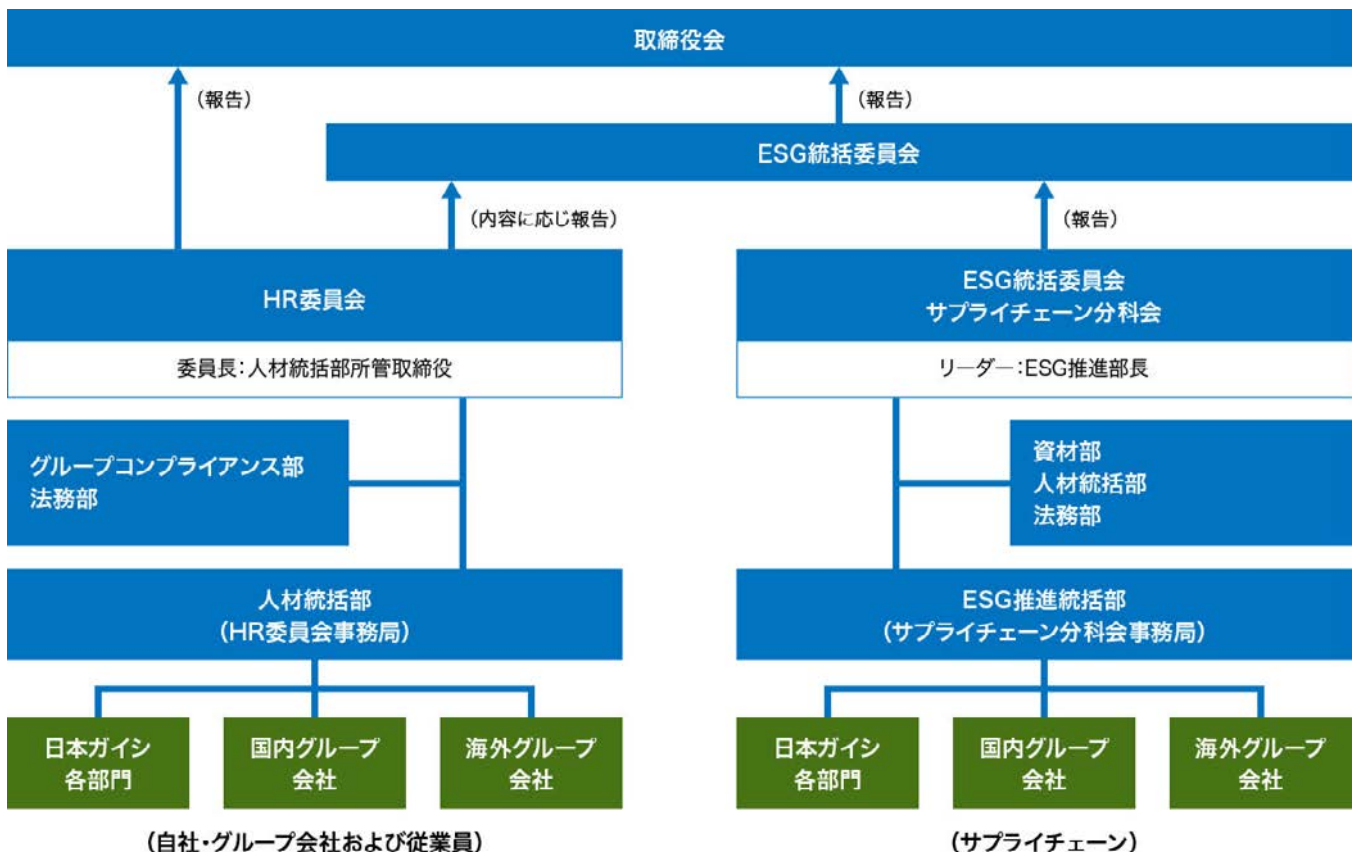 取締役会
(報告)
(報告)
ESG統括委員会
(内容に応じ報告)
(報告)
HR委員会
委員長:人材統括部所管取締役
ESG統括委員会
サプライチェーン分科会
リーダー:ESG推進部長
グループコンプライアンス部
法務部
資材部
人材統括部
法務部
人材統括部
(HR委員会事務局)
ESG推進統括部
(サプライチェーン分科会事務局)
日本ガイシ
各部門
国内グループ
会社
海外グループ
会社
日本ガイシ
各部門
国内グループ
会社
海外グループ
会社
(自社・グループ会社および従業員)
(サプライチェーン)